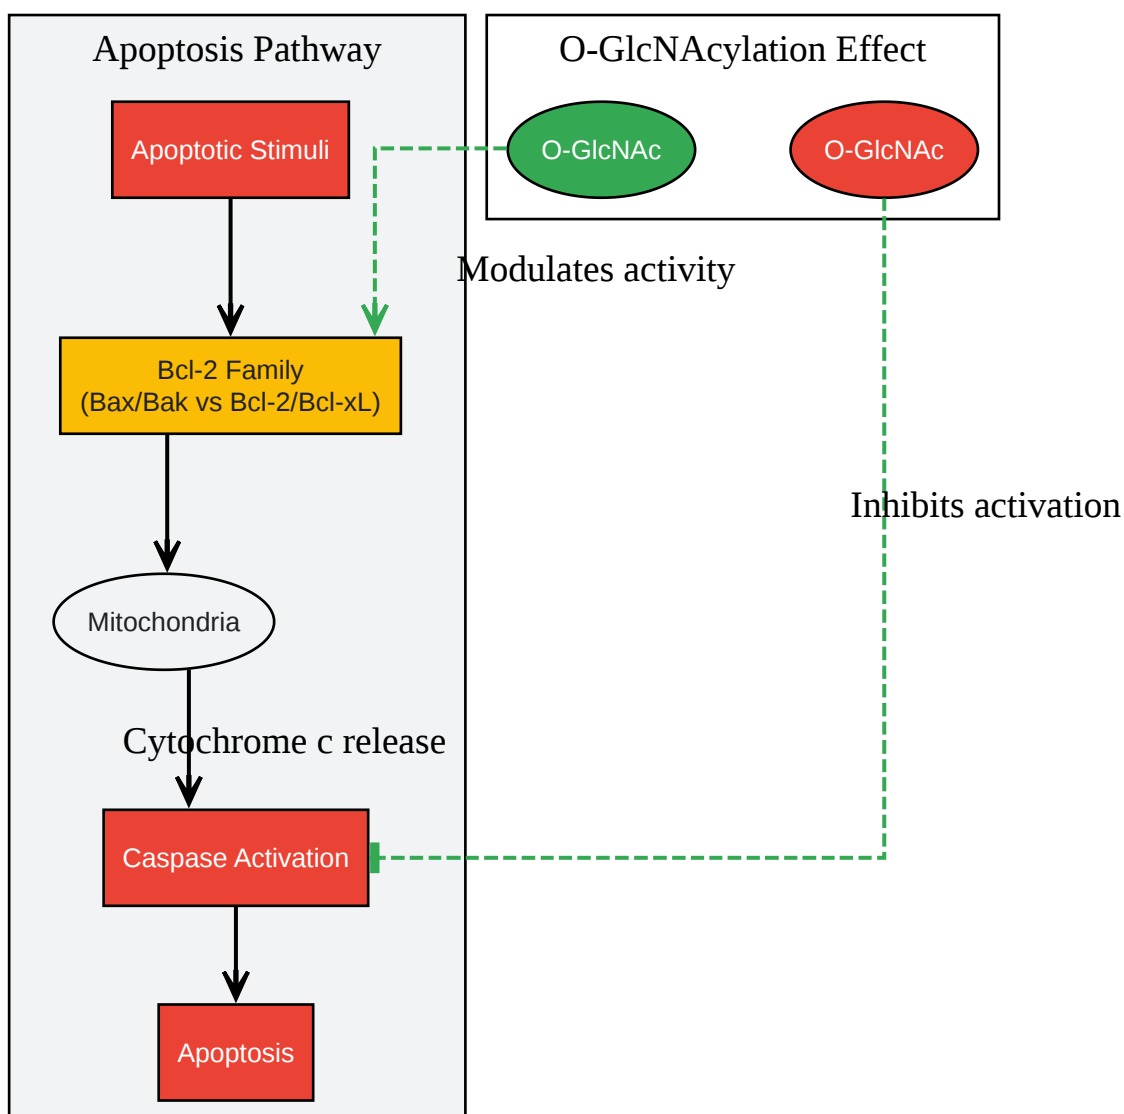 Apoptosis Pathway
O-GlcNAcylation Effect
Apoptotic Stimuli
O-GlcNAc
O-GlcNAc
Modulates activity
Bcl-2 Family
(Bax/Bak vs Bcl-2/Bcl-xL)
Inhibits activation
Mitochondria
Cytochrome c release
Caspase Activation
Apoptosis